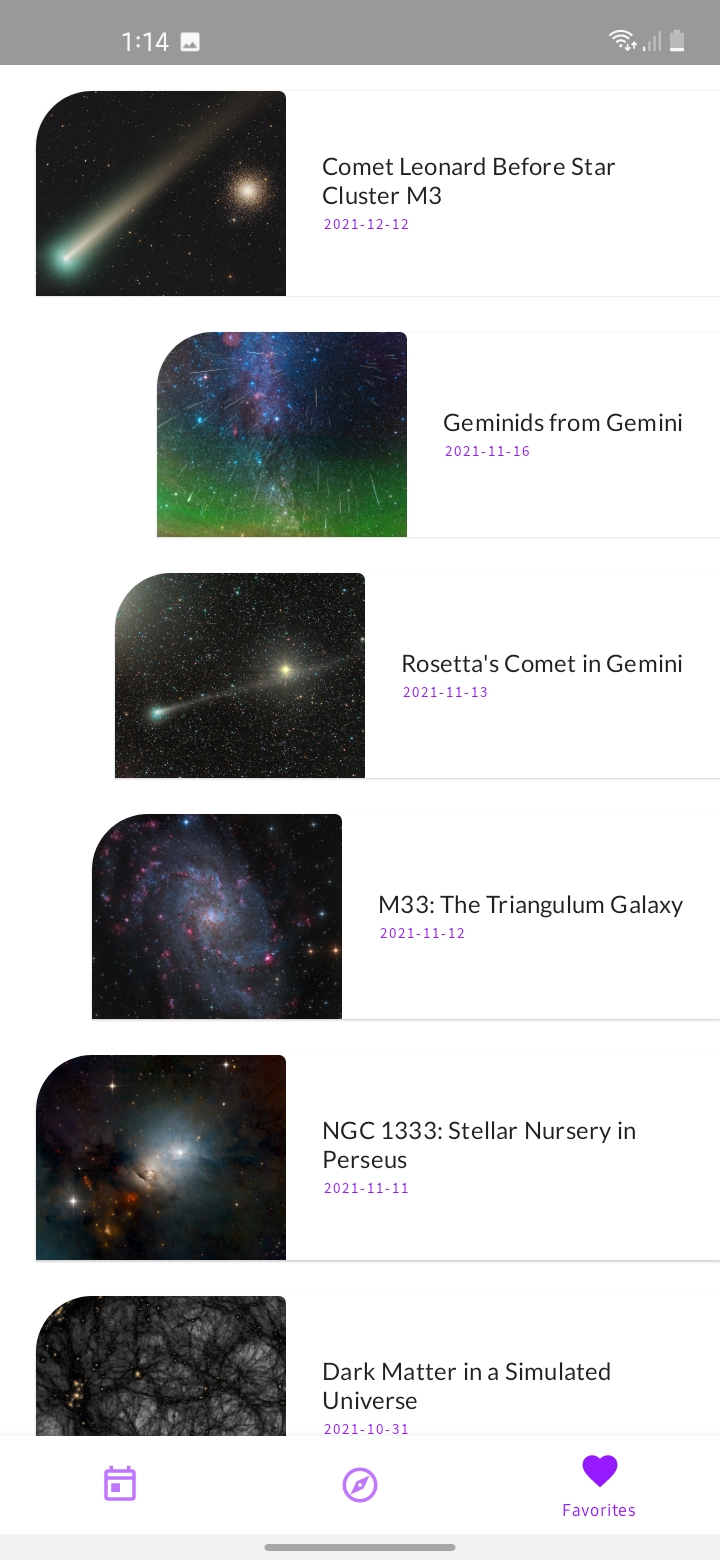 1:14
Comet Leonard Before Star
Cluster M3
2021-12-12
Geminids from Gemini
2021-11-16
Rosetta's Comet in Gemini
2021-11-13
M33: The Triangulum Galaxy
2021-11-12
NGC 1333: Stellar Nursery in
Perseus
2021-11-11
Dark Matter in a Simulated
Universe
2021-10-31
Favorites